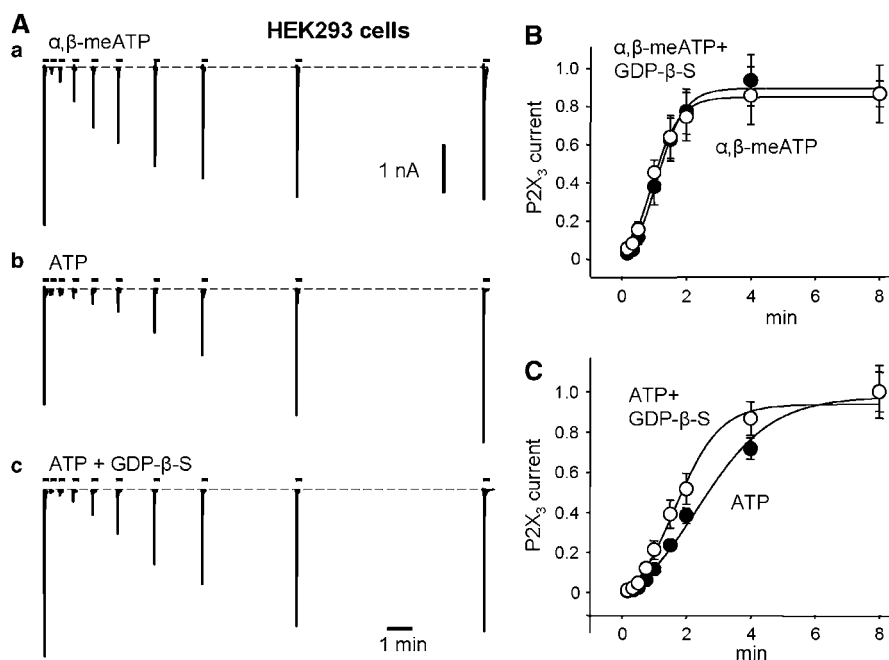 A
HEK293 cells
a
α,β-meATP
1 nA
b
ATP
c
ATP + GDP-β-S
1 min
B
α,β-meATP+
GDP-β-S
α,β-meATP
P2X₃ current
1.0
0.8
0.6
0.4
0.2
0
0
2
4
6
8
min
C
ATP+
GDP-β-S
ATP
P2X₃ current
1.0
0.8
0.6
0.4
0.2
0
0
2
4
6
8
min